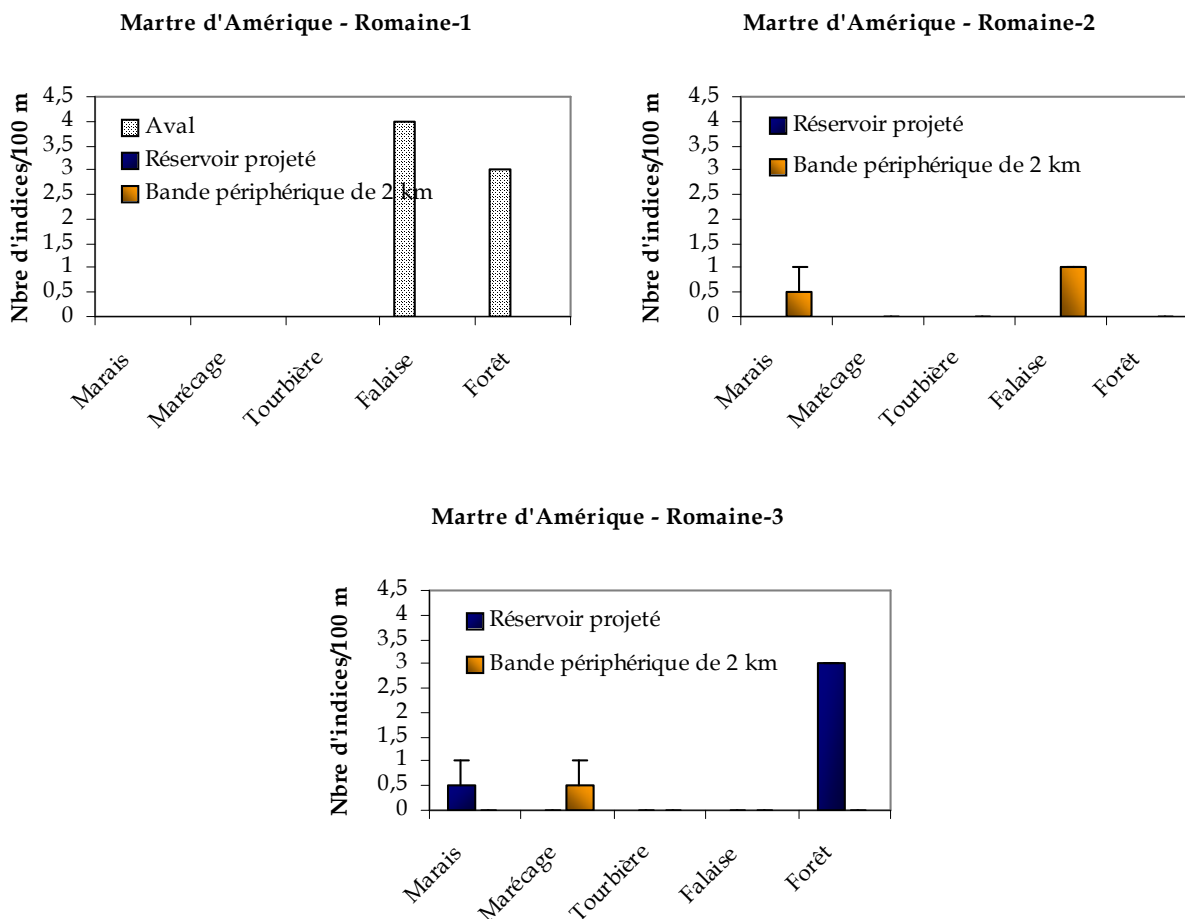 Martre d'Amérique - Romaine-1
Nbre d'indices/100 m
4,5
4
3,5
3
2,5
2
1,5
1
0,5
0
Aval
Réservoir projeté
Bande périphérique de 2 km
Marais
Marécage
Tourbière
Falaise
Forêt
Martre d'Amérique - Romaine-2
Nbre d'indices/100 m
4,5
4
3,5
3
2,5
2
1,5
1
0,5
0
Réservoir projeté
Bande périphérique de 2 km
Marais
Marécage
Tourbière
Falaise
Forêt
Martre d'Amérique - Romaine-3
Nbre d'indices/100 m
4,5
4
3,5
3
2,5
2
1,5
1
0,5
0
Réservoir projeté
Bande périphérique de 2 km
Marais
Marécage
Tourbière
Falaise
Forêt